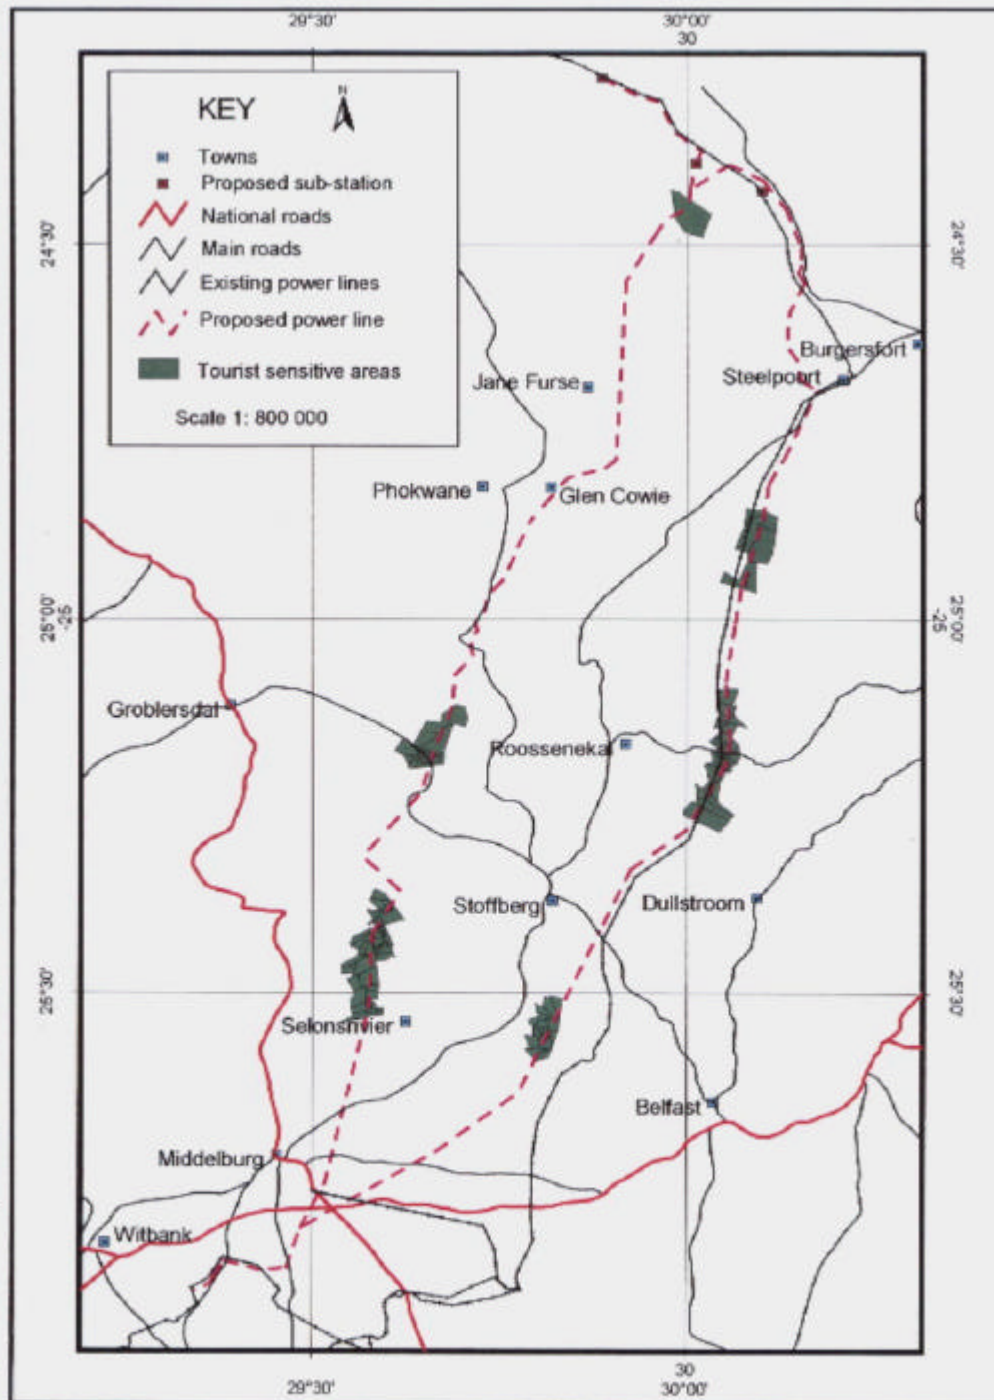 29°30'
30°00'
30
KEY
N
Towns
Proposed sub-station
National roads
Main roads
Existing power lines
Proposed power line
Tourist sensitive areas
Scale 1: 800 000
24°30'
24°30'
Burgersfort
Steelpoort
Jane Furse
Phokwane
Glen Cowie
25°00'
-25
25°00'
-25
Groblersdal
Roossenekal
Stoffberg
Dullstroom
25°30'
25°30'
Selonsrivier
Belfast
Middelburg
Witbank
29°30'
30
30°00'